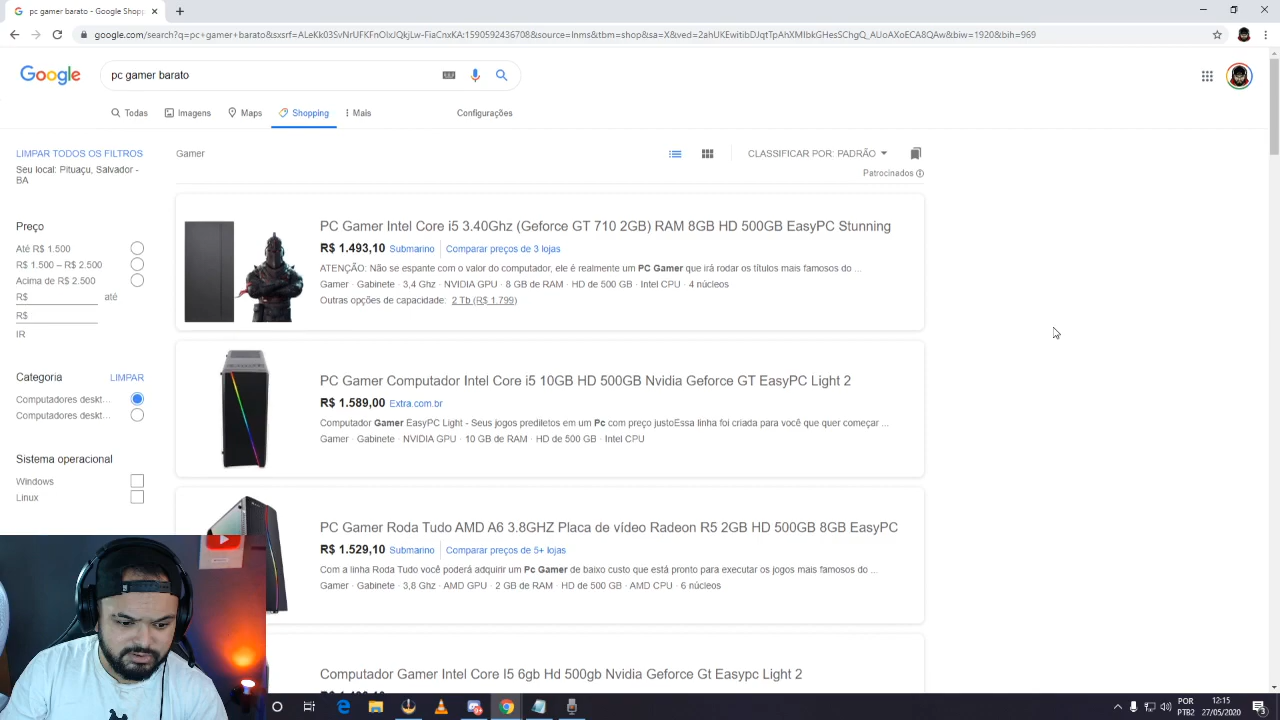 pc gamer barato - Google
google.com/search?q=pc+gamer+barato&sxsrf=ALeKk03SvNrUFKFnOlxUQkjLw-FiaCnxKA:1590592436708&source=lnms&tbm=shop&sa=X&ved=2ahUKEwitibDJqtTpAhXMIbkGHesSChgQ_AUoAXoECA8QAw&biw=1920&bih=969
Google
pc gamer barato
Todas
Imagens
Maps
Shopping
Mais
Configurações
LIMPAR TODOS OS FILTROS
Seu local: Pituaçu, Salvador -
BA
Gamer
CLASSIFICAR POR: PADRÃO
Patrocinados
Preço
Até R$ 1.500
R$ 1.500 – R$ 2.500
Acima de R$ 2.500
R$ até
R$
IR
Categoria LIMPAR
Computadores deskt...
Computadores deskt...
Sistema operacional
Windows
Linux
PC Gamer Intel Core i5 3.40Ghz (Geforce GT 710 2GB) RAM 8GB HD 500GB EasyPC Stunning
R$ 1.493,10 Submarino Comparar preços de 3 lojas
ATENÇÃO: Não se espante com o valor do computador, ele é realmente um PC Gamer que irá rodar os títulos mais famosos do ...
Gamer · Gabinete · 3,4 Ghz · NVIDIA GPU · 8 GB de RAM · HD de 500 GB · Intel CPU · 4 núcleos
Outras opções de capacidade: 2 Tb (R$ 1.799)
PC Gamer Computador Intel Core i5 10GB HD 500GB Nvidia Geforce GT EasyPC Light 2
R$ 1.589,00 Extra.com.br
Computador Gamer EasyPC Light - Seus jogos prediletos em um Pc com preço justoEssa linha foi criada para você que quer começar ...
Gamer · Gabinete · NVIDIA GPU · 10 GB de RAM · HD de 500 GB · Intel CPU
PC Gamer Roda Tudo AMD A6 3.8GHZ Placa de vídeo Radeon R5 2GB HD 500GB 8GB EasyPC
R$ 1.529,10 Submarino Comparar preços de 5+ lojas
Com a linha Roda Tudo você poderá adquirir um Pc Gamer de baixo custo que está pronto para executar os jogos mais famosos do ...
Gamer · Gabinete · 3,8 Ghz · AMD GPU · 2 GB de RAM · HD de 500 GB · AMD CPU · 6 núcleos
Computador Gamer Intel Core I5 6gb Hd 500gb Nvidia Geforce Gt Easypc Light 2
POR
PTB2
12:15
27/05/2020